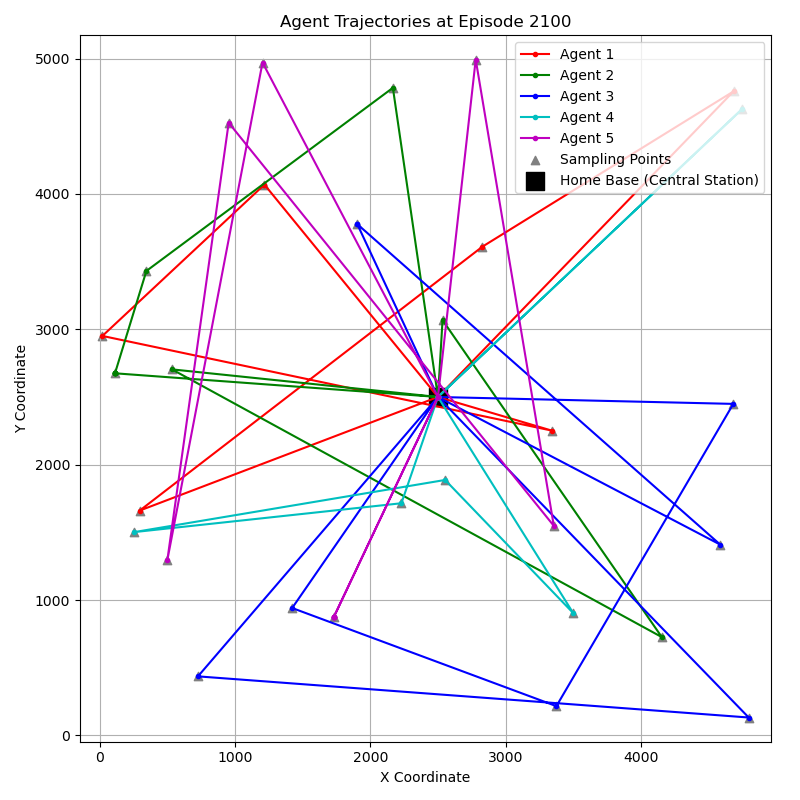 Agent Trajectories at Episode 2100
Agent 1
Agent 2
Agent 3
Agent 4
Agent 5
Sampling Points
Home Base (Central Station)
5000
4000
3000
2000
1000
0
Y Coordinate
0 1000 2000 3000 4000
X Coordinate